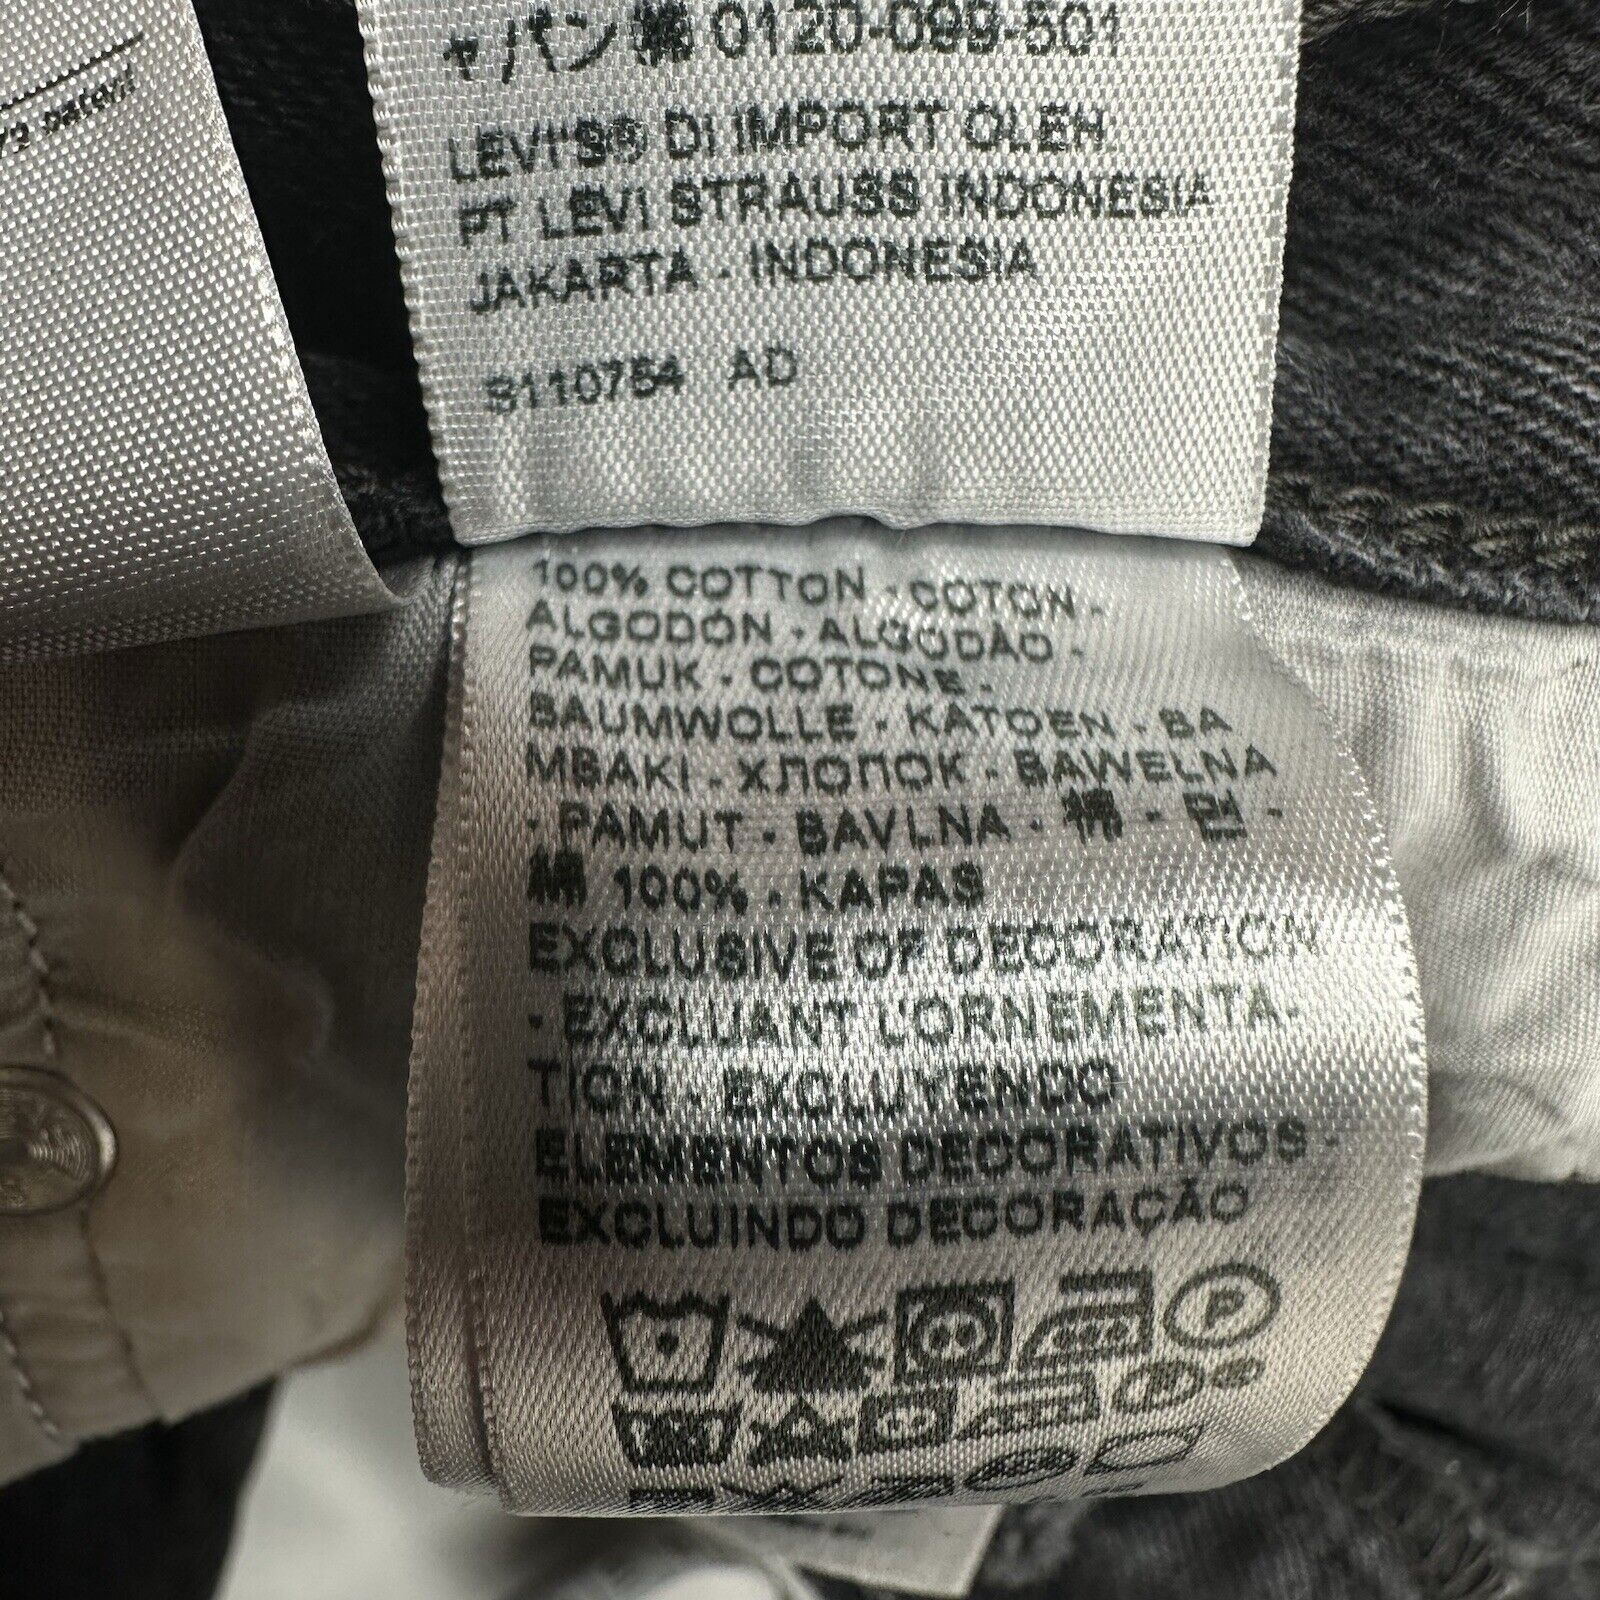 ャパン㈱ 0120-099-501
LEVI'S® DI IMPORT OLEH
PT LEVI STRAUSS INDONESIA
JAKARTA - INDONESIA
S110754 AD
100% COTTON - COTON -
ALGODÓN - ALGODÃO -
PAMUK - COTONE -
BAUMWOLLE - KATOEN - BA
MBAKI - ХЛОПОК - BAWEŁNA
- PAMUT - BAVLNA - 棉 - 면 -
綿 100% - KAPAS
EXCLUSIVE OF DECORATION
- EXCLUANT L'ORNEMENTA-
TION - EXCLUYENDO
ELEMENTOS DECORATIVOS -
EXCLUINDO DECORAÇÃO
P